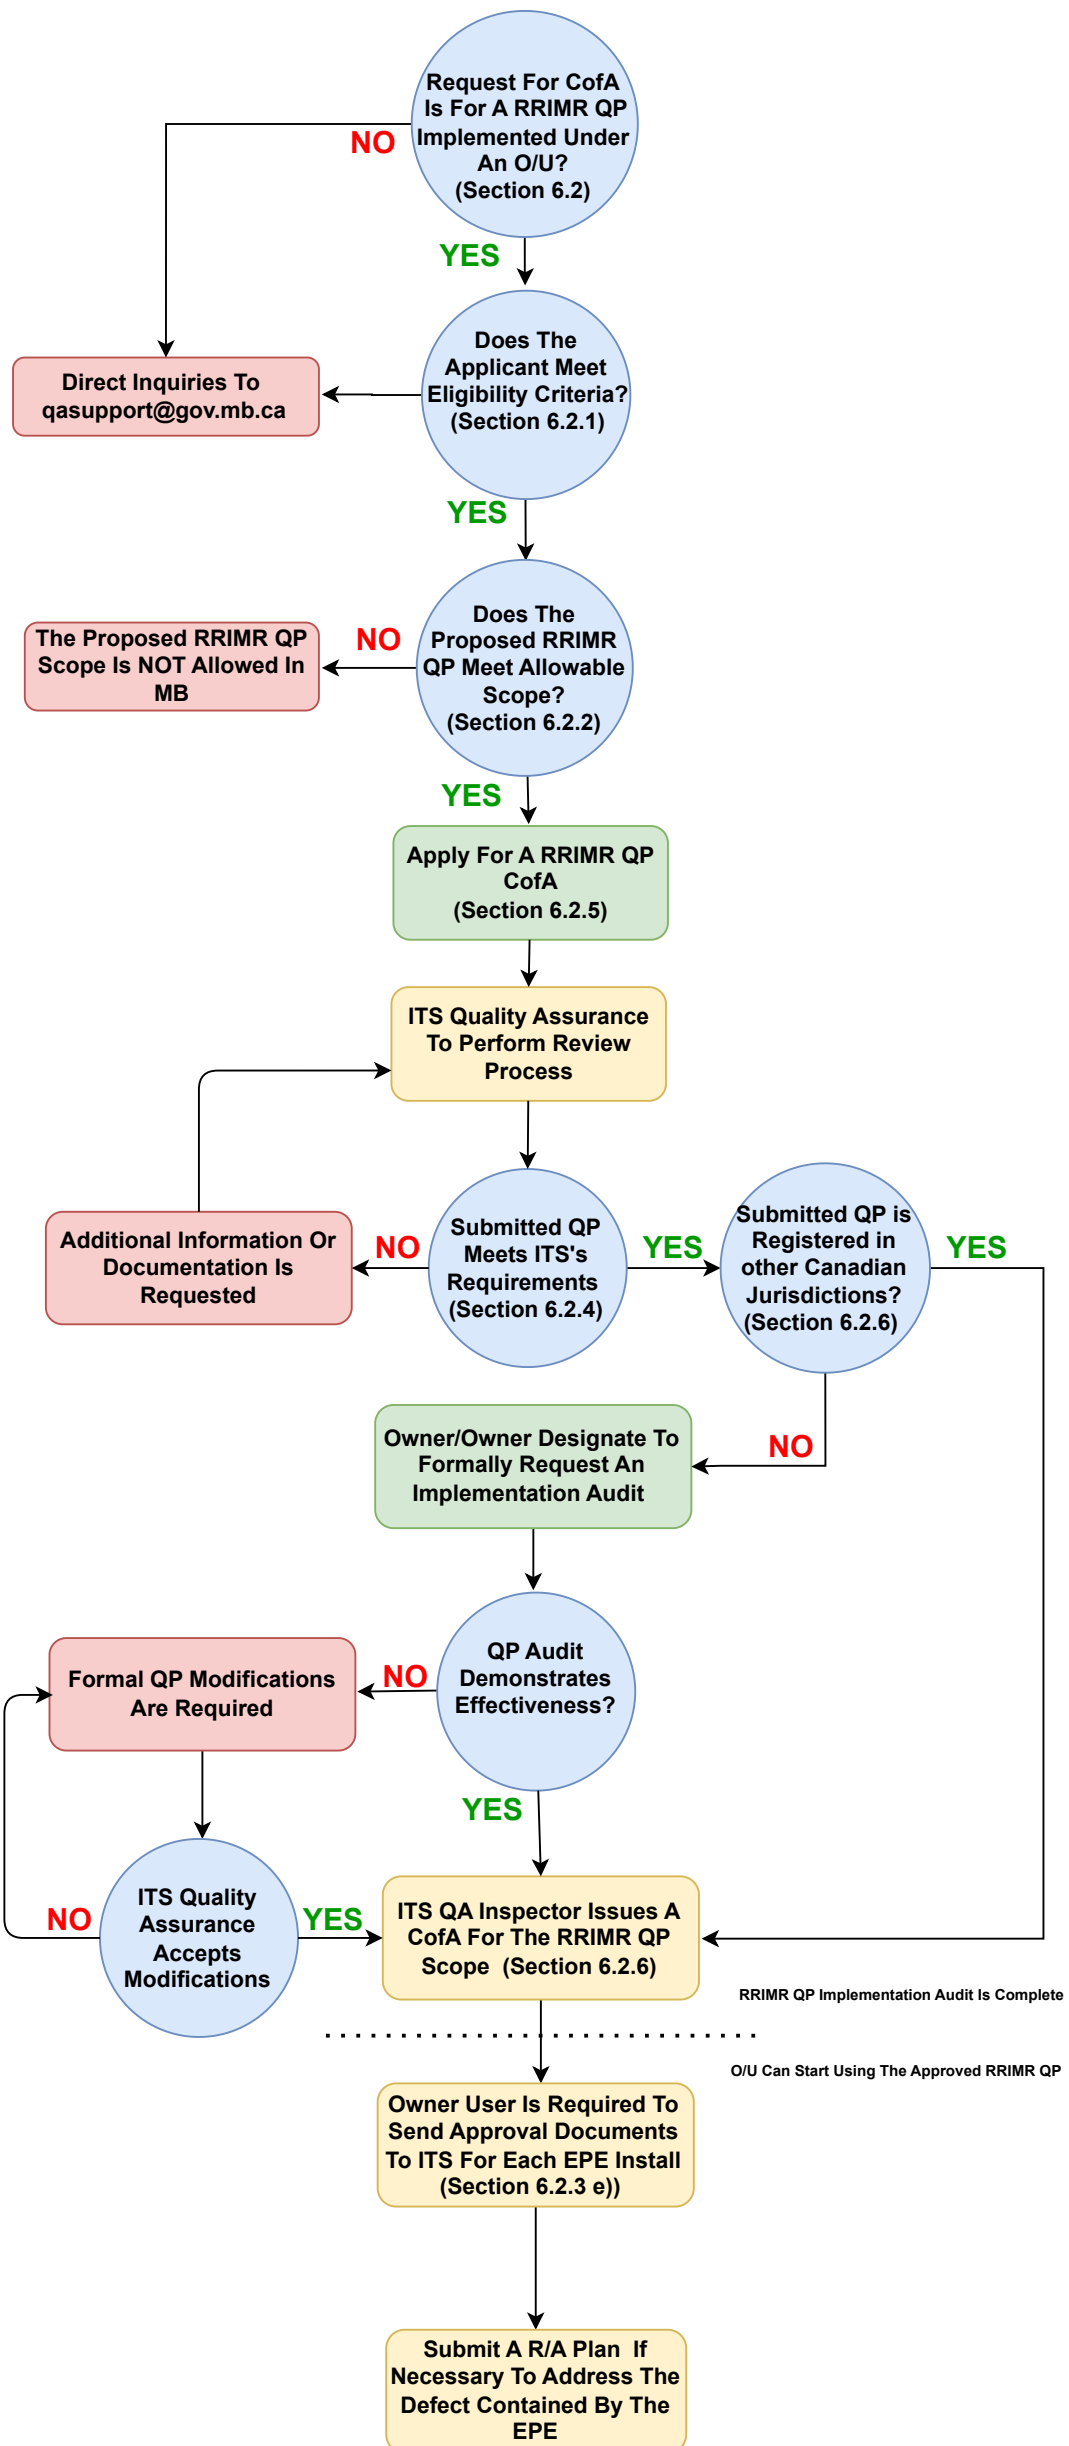 Request For CofA
Is For A RRIMR QP
Implemented Under
An O/U?
(Section 6.2)
NO
YES
Does The
Applicant Meet
Eligibility Criteria?
(Section 6.2.1)
Direct Inquiries To
qasupport@gov.mb.ca
YES
Does The
Proposed RRIMR
QP Meet Allowable
Scope?
(Section 6.2.2)
NO
The Proposed RRIMR QP
Scope Is NOT Allowed In
MB
YES
Apply For A RRIMR QP
CofA
(Section 6.2.5)
ITS Quality Assurance
To Perform Review
Process
Submitted QP
Meets ITS's
Requirements
(Section 6.2.4)
NO
Additional Information Or
Documentation Is
Requested
YES
Submitted QP is
Registered in
other Canadian
Jurisdictions?
(Section 6.2.6)
YES
NO
Owner/Owner Designate To
Formally Request An
Implementation Audit
QP Audit
Demonstrates
Effectiveness?
NO
Formal QP Modifications
Are Required
YES
ITS Quality
Assurance
Accepts
Modifications
NO
YES
ITS QA Inspector Issues A
CofA For The RRIMR QP
Scope (Section 6.2.6)
RRIMR QP Implementation Audit Is Complete
O/U Can Start Using The Approved RRIMR QP
Owner User Is Required To
Send Approval Documents
To ITS For Each EPE Install
(Section 6.2.3 e))
Submit A R/A Plan If
Necessary To Address The
Defect Contained By The
EPE